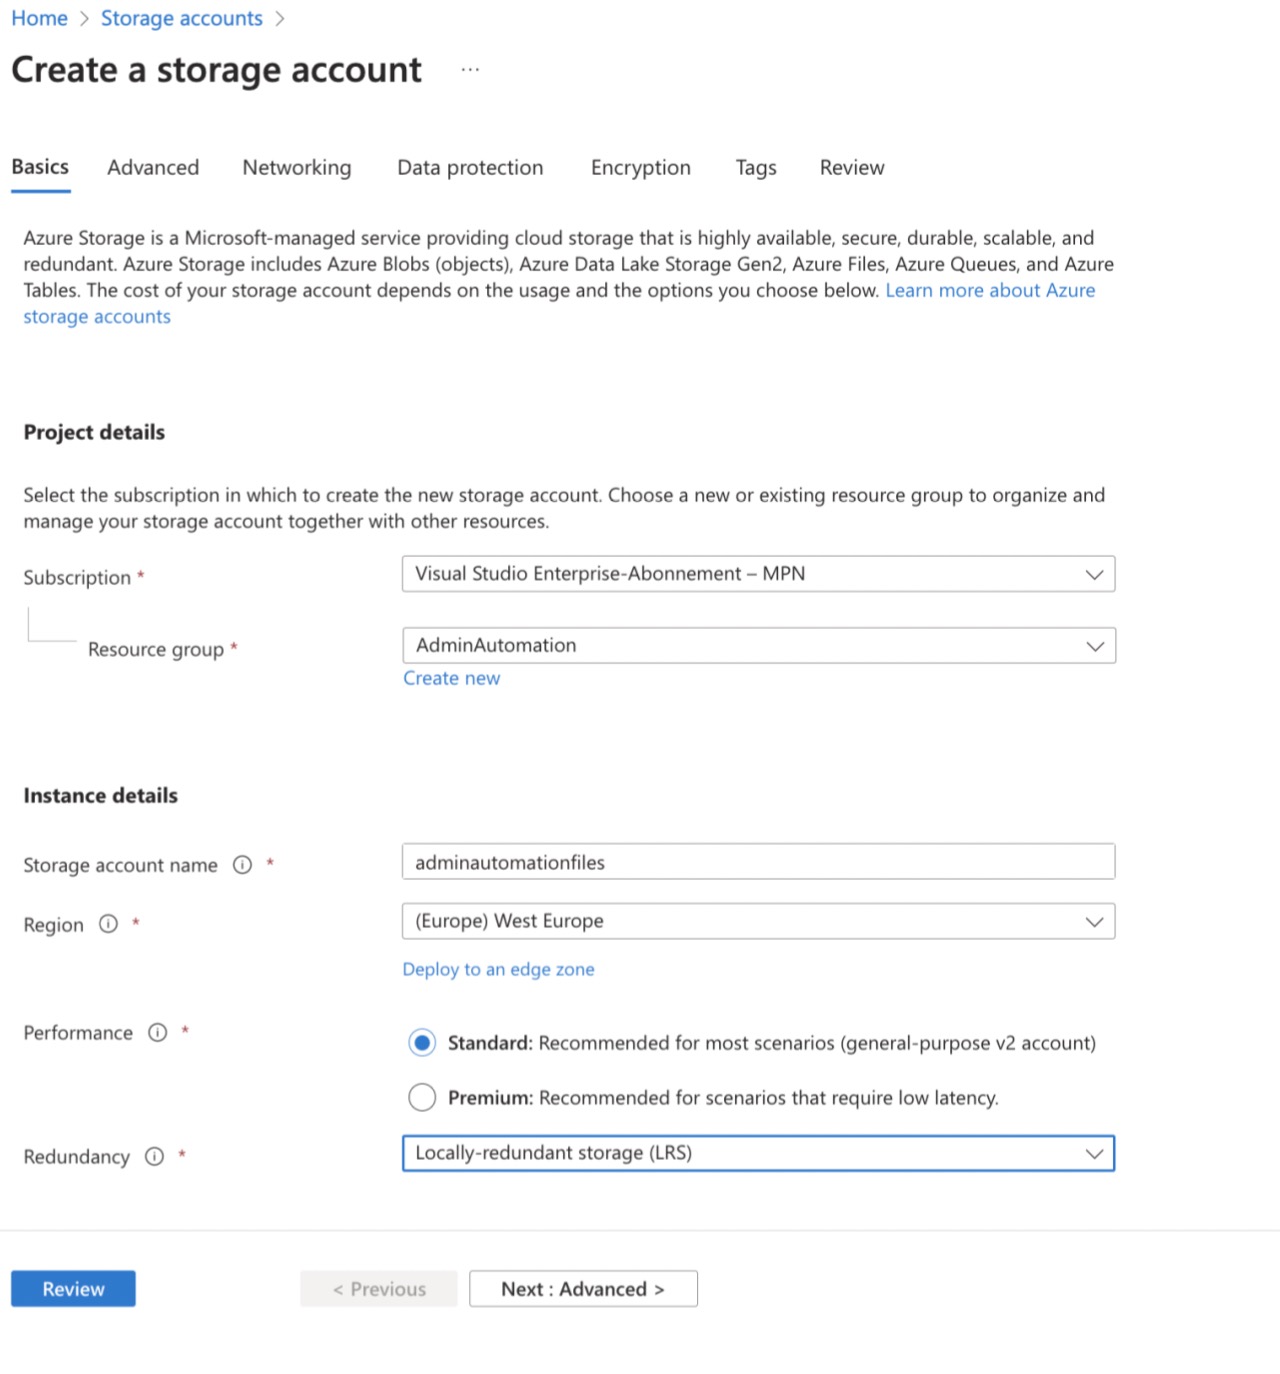 Home > Storage accounts >
Create a storage account ...
Basics Advanced Networking Data protection Encryption Tags Review
Azure Storage is a Microsoft-managed service providing cloud storage that is highly available, secure, durable, scalable, and
redundant. Azure Storage includes Azure Blobs (objects), Azure Data Lake Storage Gen2, Azure Files, Azure Queues, and Azure
Tables. The cost of your storage account depends on the usage and the options you choose below. Learn more about Azure
storage accounts
Project details
Select the subscription in which to create the new storage account. Choose a new or existing resource group to organize and
manage your storage account together with other resources.
Subscription * Visual Studio Enterprise-Abonnement – MPN
Resource group * AdminAutomation
Create new
Instance details
Storage account name * adminautomationfiles
Region * (Europe) West Europe
Deploy to an edge zone
Performance * Standard: Recommended for most scenarios (general-purpose v2 account)
Premium: Recommended for scenarios that require low latency.
Redundancy * Locally-redundant storage (LRS)
Review < Previous Next : Advanced >